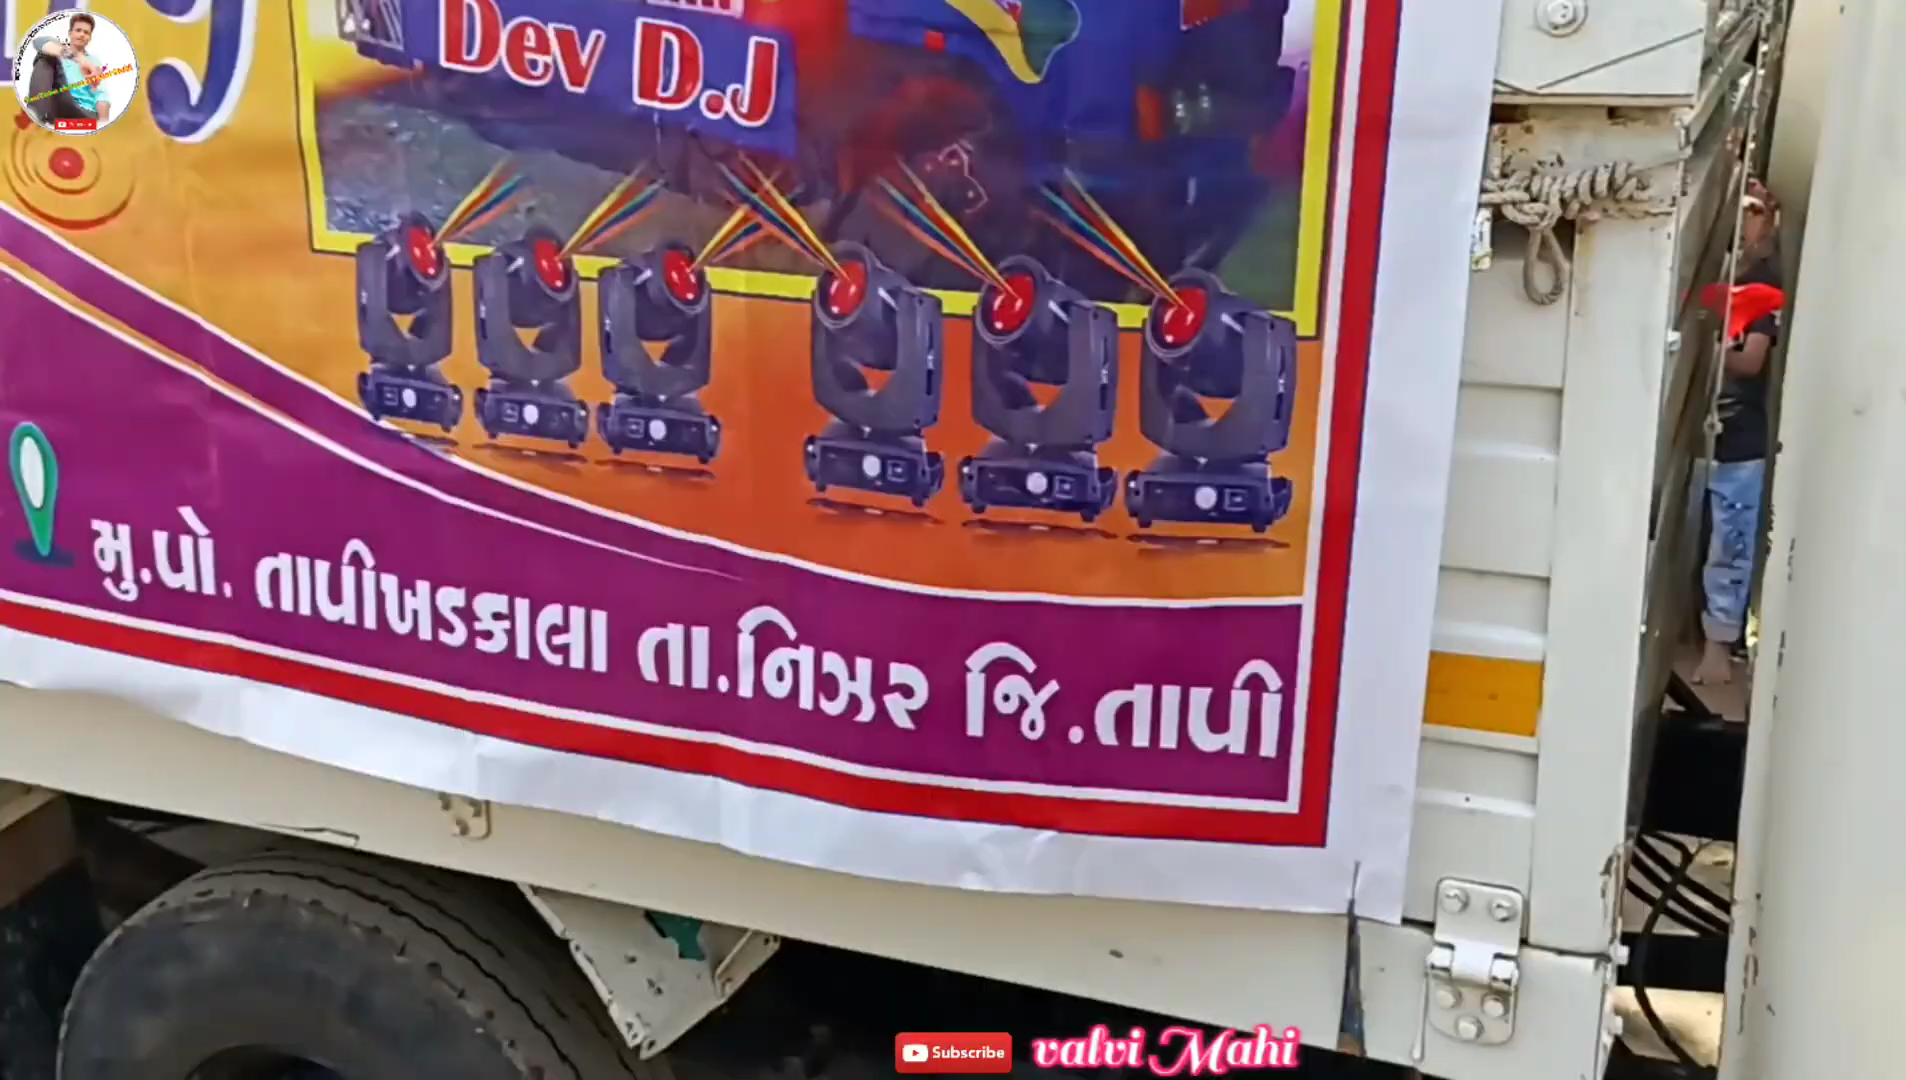 Dev D.J
મુ.પો. તાપીખડકાલા તા.નિઝર જિ.તાપી
Subscribe valvi Mahi